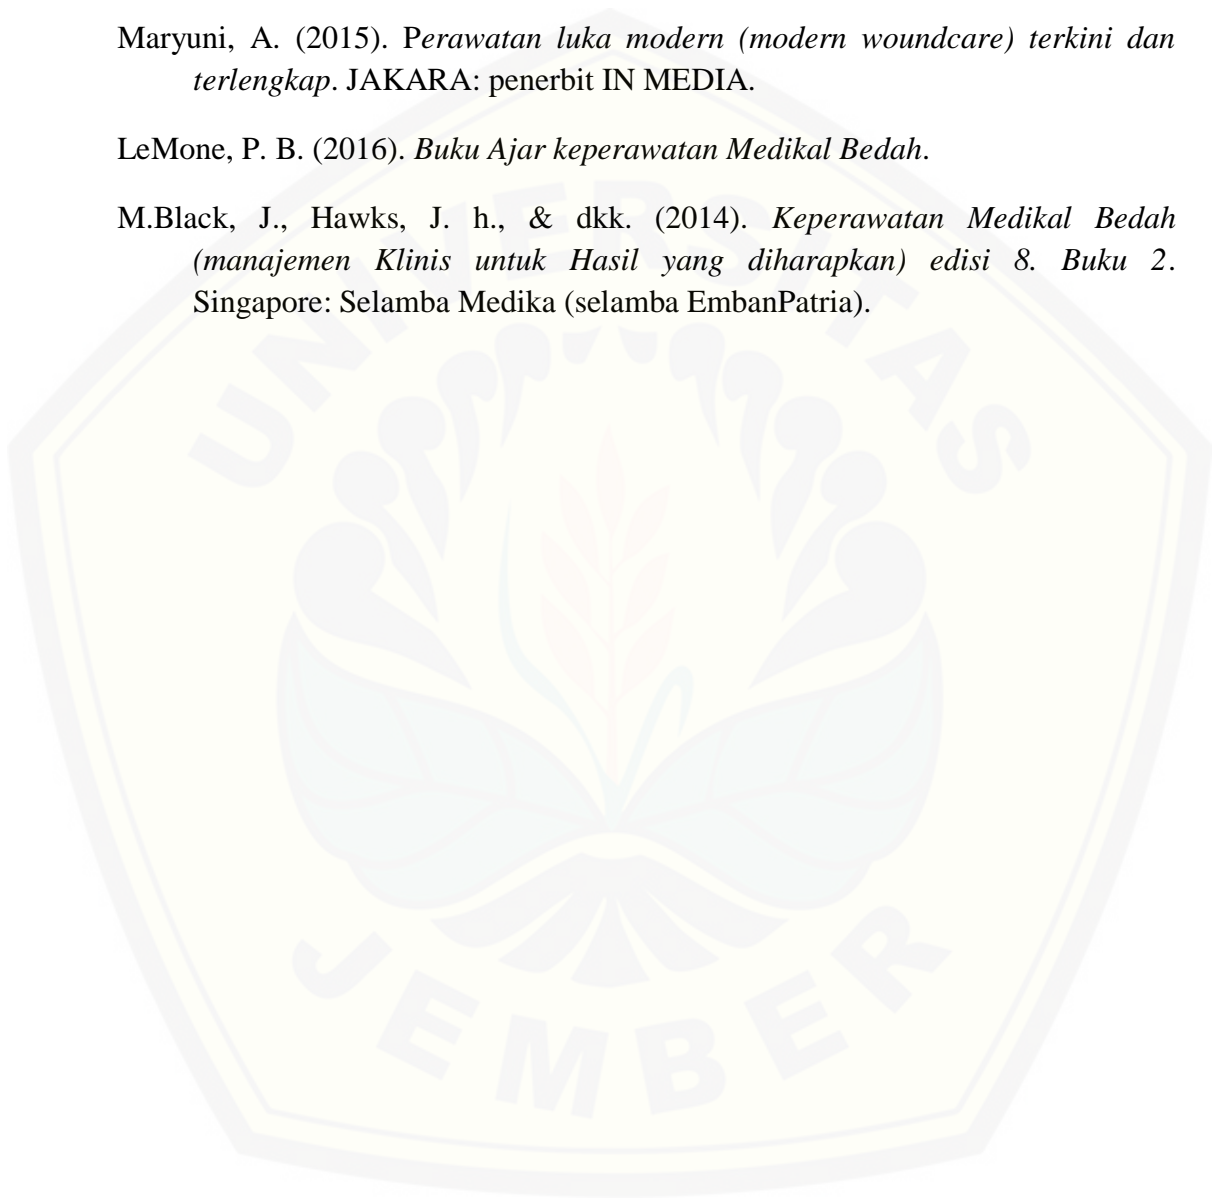 Maryuni, A. (2015). Perawatan luka modern (modern woundcare) terkini dan
terlengkap. JAKARA: penerbit IN MEDIA.
LeMone, P. B. (2016). Buku Ajar keperawatan Medikal Bedah.
M.Black, J., Hawks, J. h., & dkk. (2014). Keperawatan Medikal Bedah
(manajemen Klinis untuk Hasil yang diharapkan) edisi 8. Buku 2.
Singapore: Selamba Medika (selamba EmbanPatria).
UNIVERSITAS
JEMBER